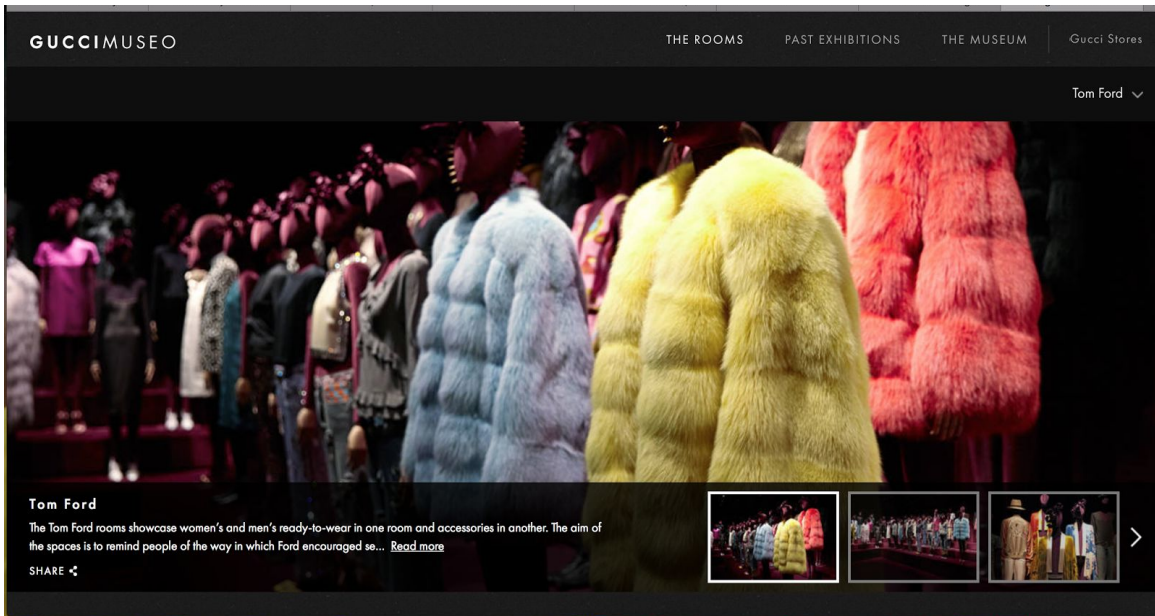 GUCCIMUSEO
THE ROOMS PAST EXHIBITIONS THE MUSEUM Gucci Stores
Tom Ford
Tom Ford
The Tom Ford rooms showcase women's and men's ready-to-wear in one room and accessories in another. The aim of
the spaces is to remind people of the way in which Ford encouraged se... Read more
SHARE